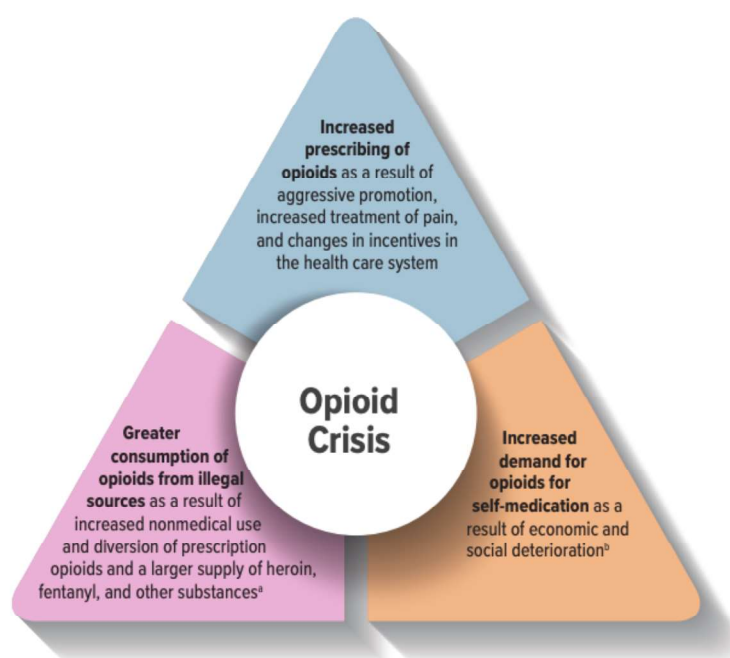 Increased
prescribing of
opioids as a result of
aggressive promotion,
increased treatment of pain,
and changes in incentives in
the health care system
Opioid
Crisis
Greater
consumption of
opioids from illegal
sources as a result of
increased nonmedical use
and diversion of prescription
opioids and a larger supply of heroin,
fentanyl, and other substancesᵃ
Increased
demand for
opioids for
self-medication as a
result of economic and
social deteriorationᵇ